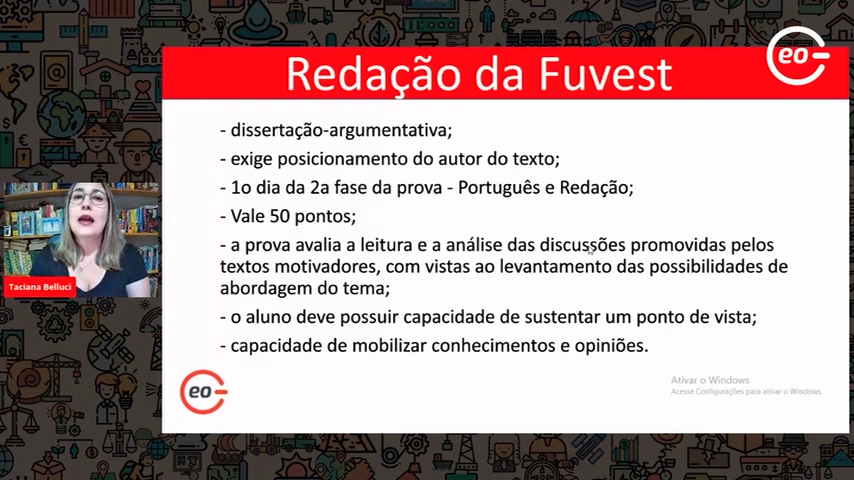 Redação da Fuvest
eo
- dissertação-argumentativa;
- exige posicionamento do autor do texto;
- 1o dia da 2a fase da prova - Português e Redação;
- Vale 50 pontos;
- a prova avalia a leitura e a análise das discussões promovidas pelos
textos motivadores, com vistas ao levantamento das possibilidades de
abordagem do tema;
- o aluno deve possuir capacidade de sustentar um ponto de vista;
- capacidade de mobilizar conhecimentos e opiniões.
Taciana Belluci
eo
Ativar o Windows
Acesse Configurações para ativar o Windows.